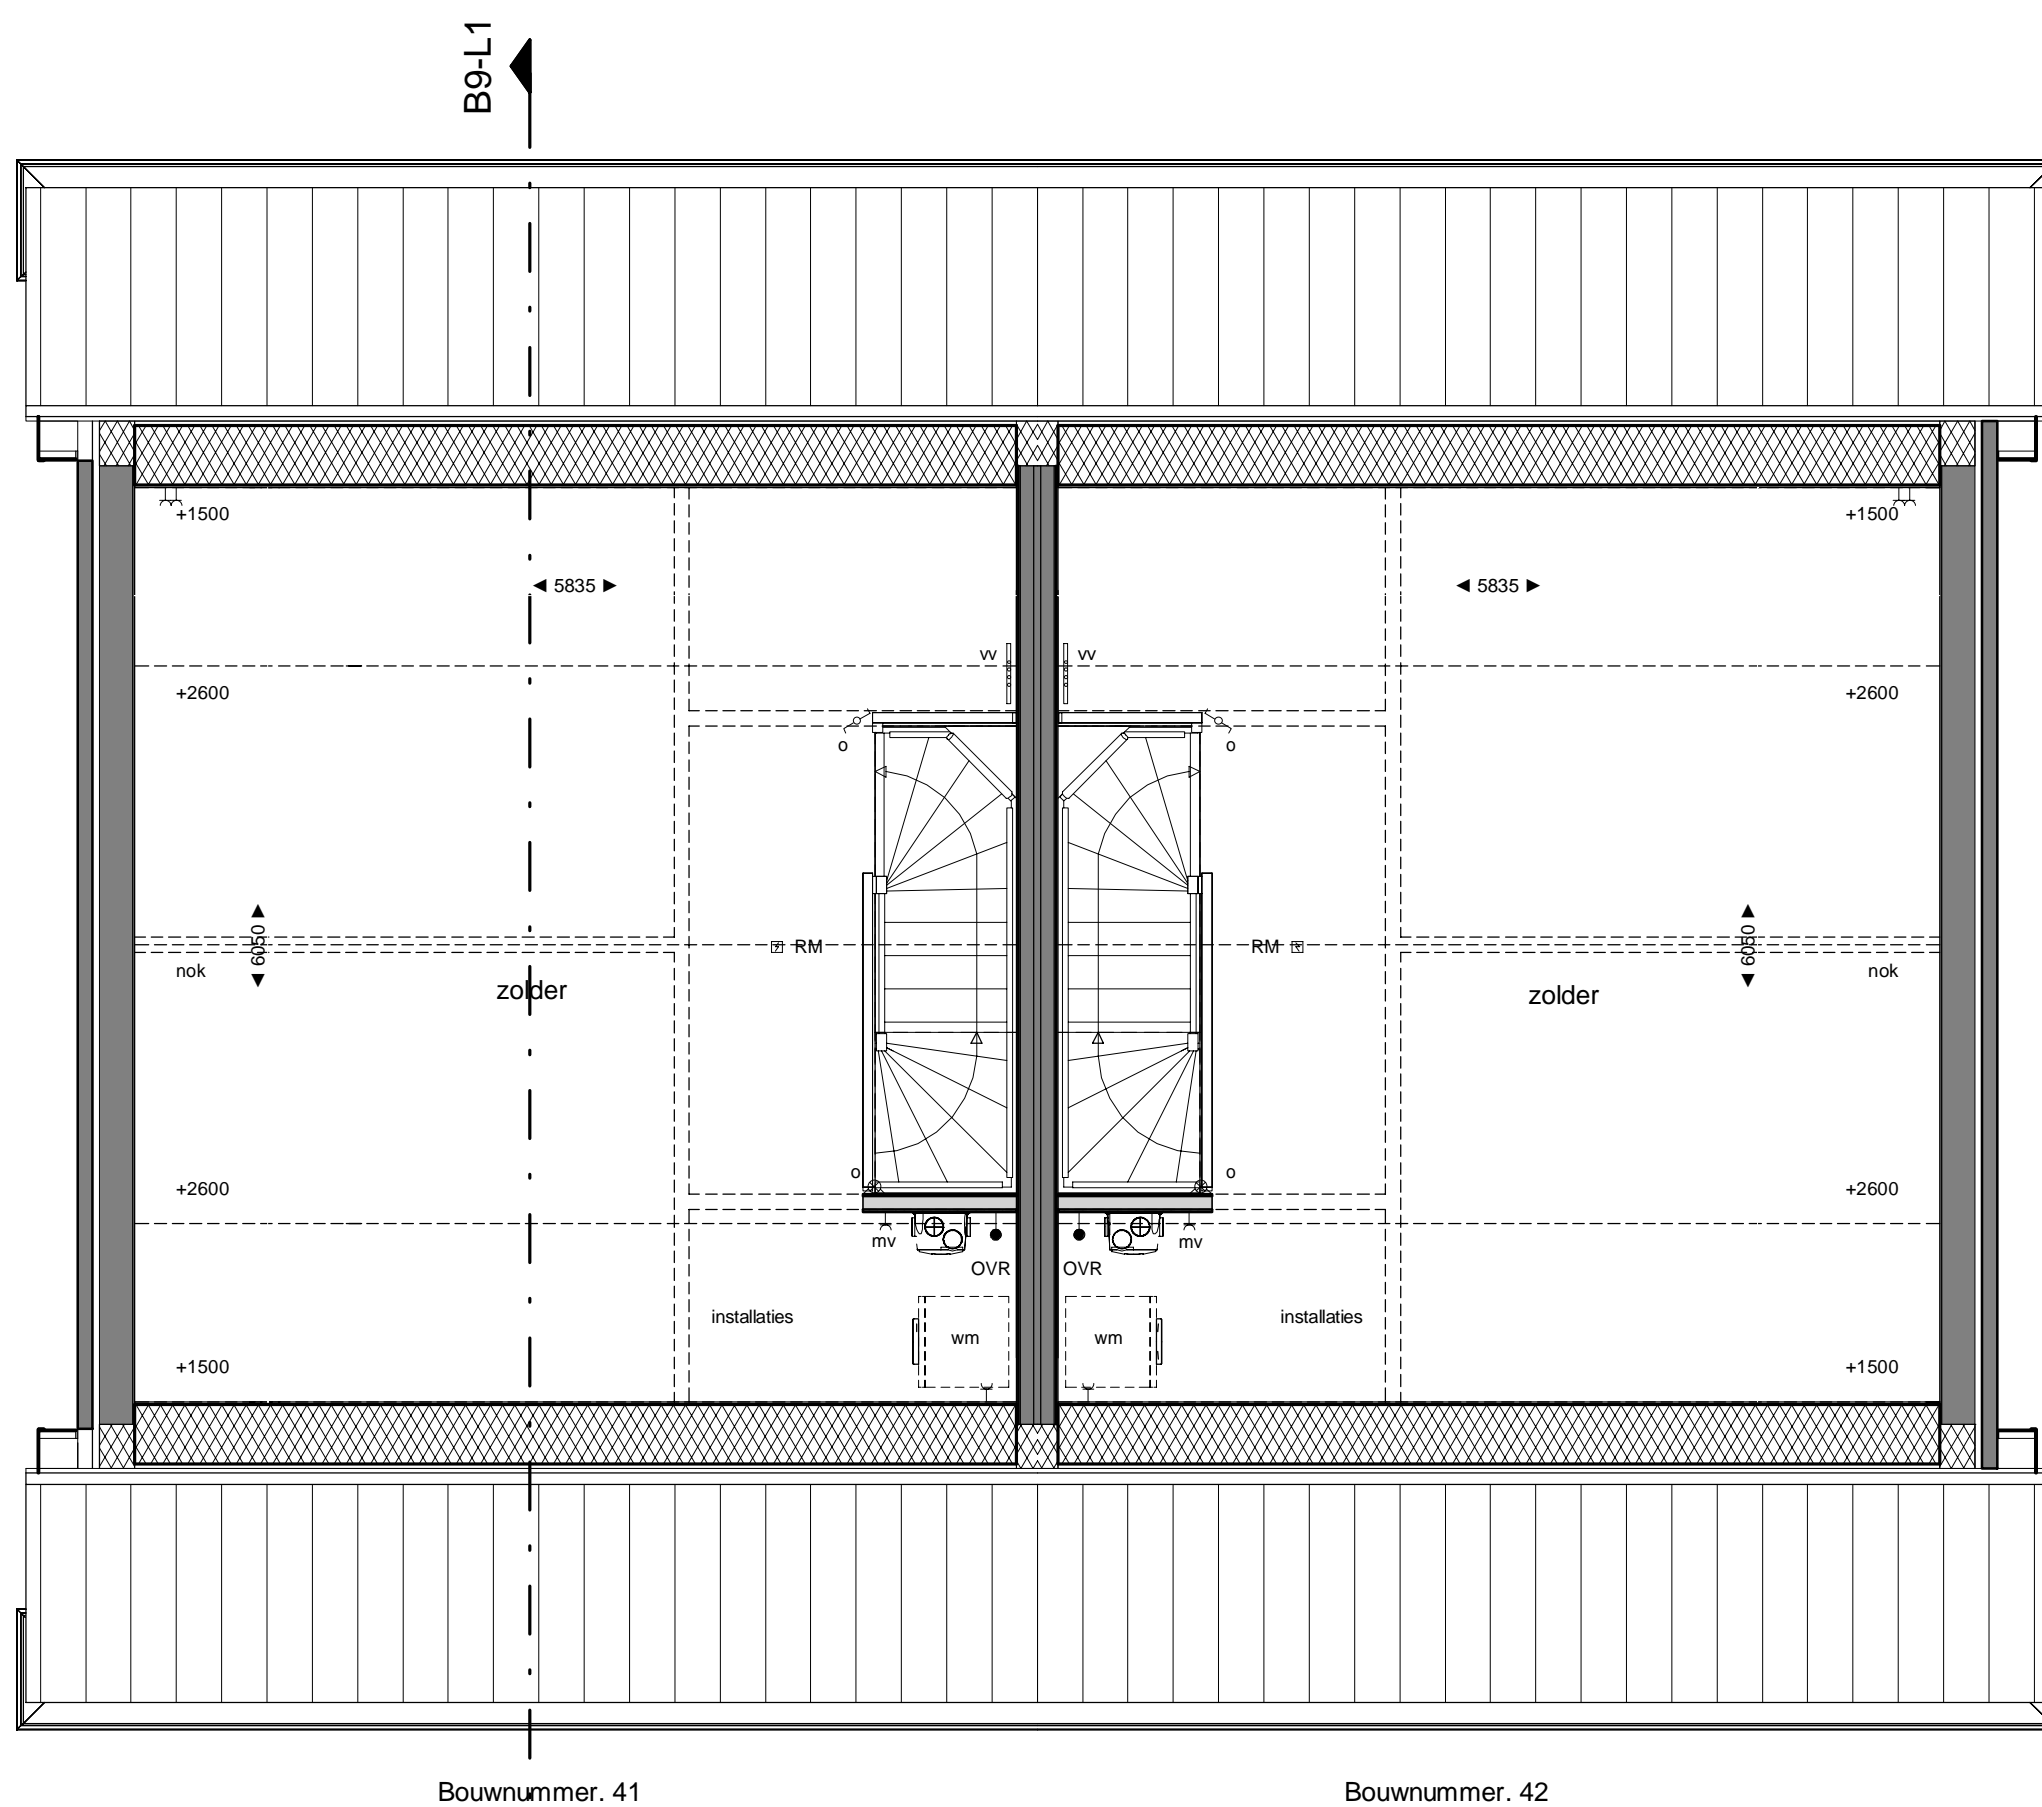 B9-L1
+1500 +1500
◄ 5835 ► ◄ 5835 ►
vv vv
+2600 +2600
o o
◄ 6050 ► RM RM ◄ 6050 ►
nok nok
zolder zolder
o o
+2600 +2600
mv mv
OVR OVR
installaties installaties
wm wm
+1500 +1500
Bouwnummer. 41 Bouwnummer. 42